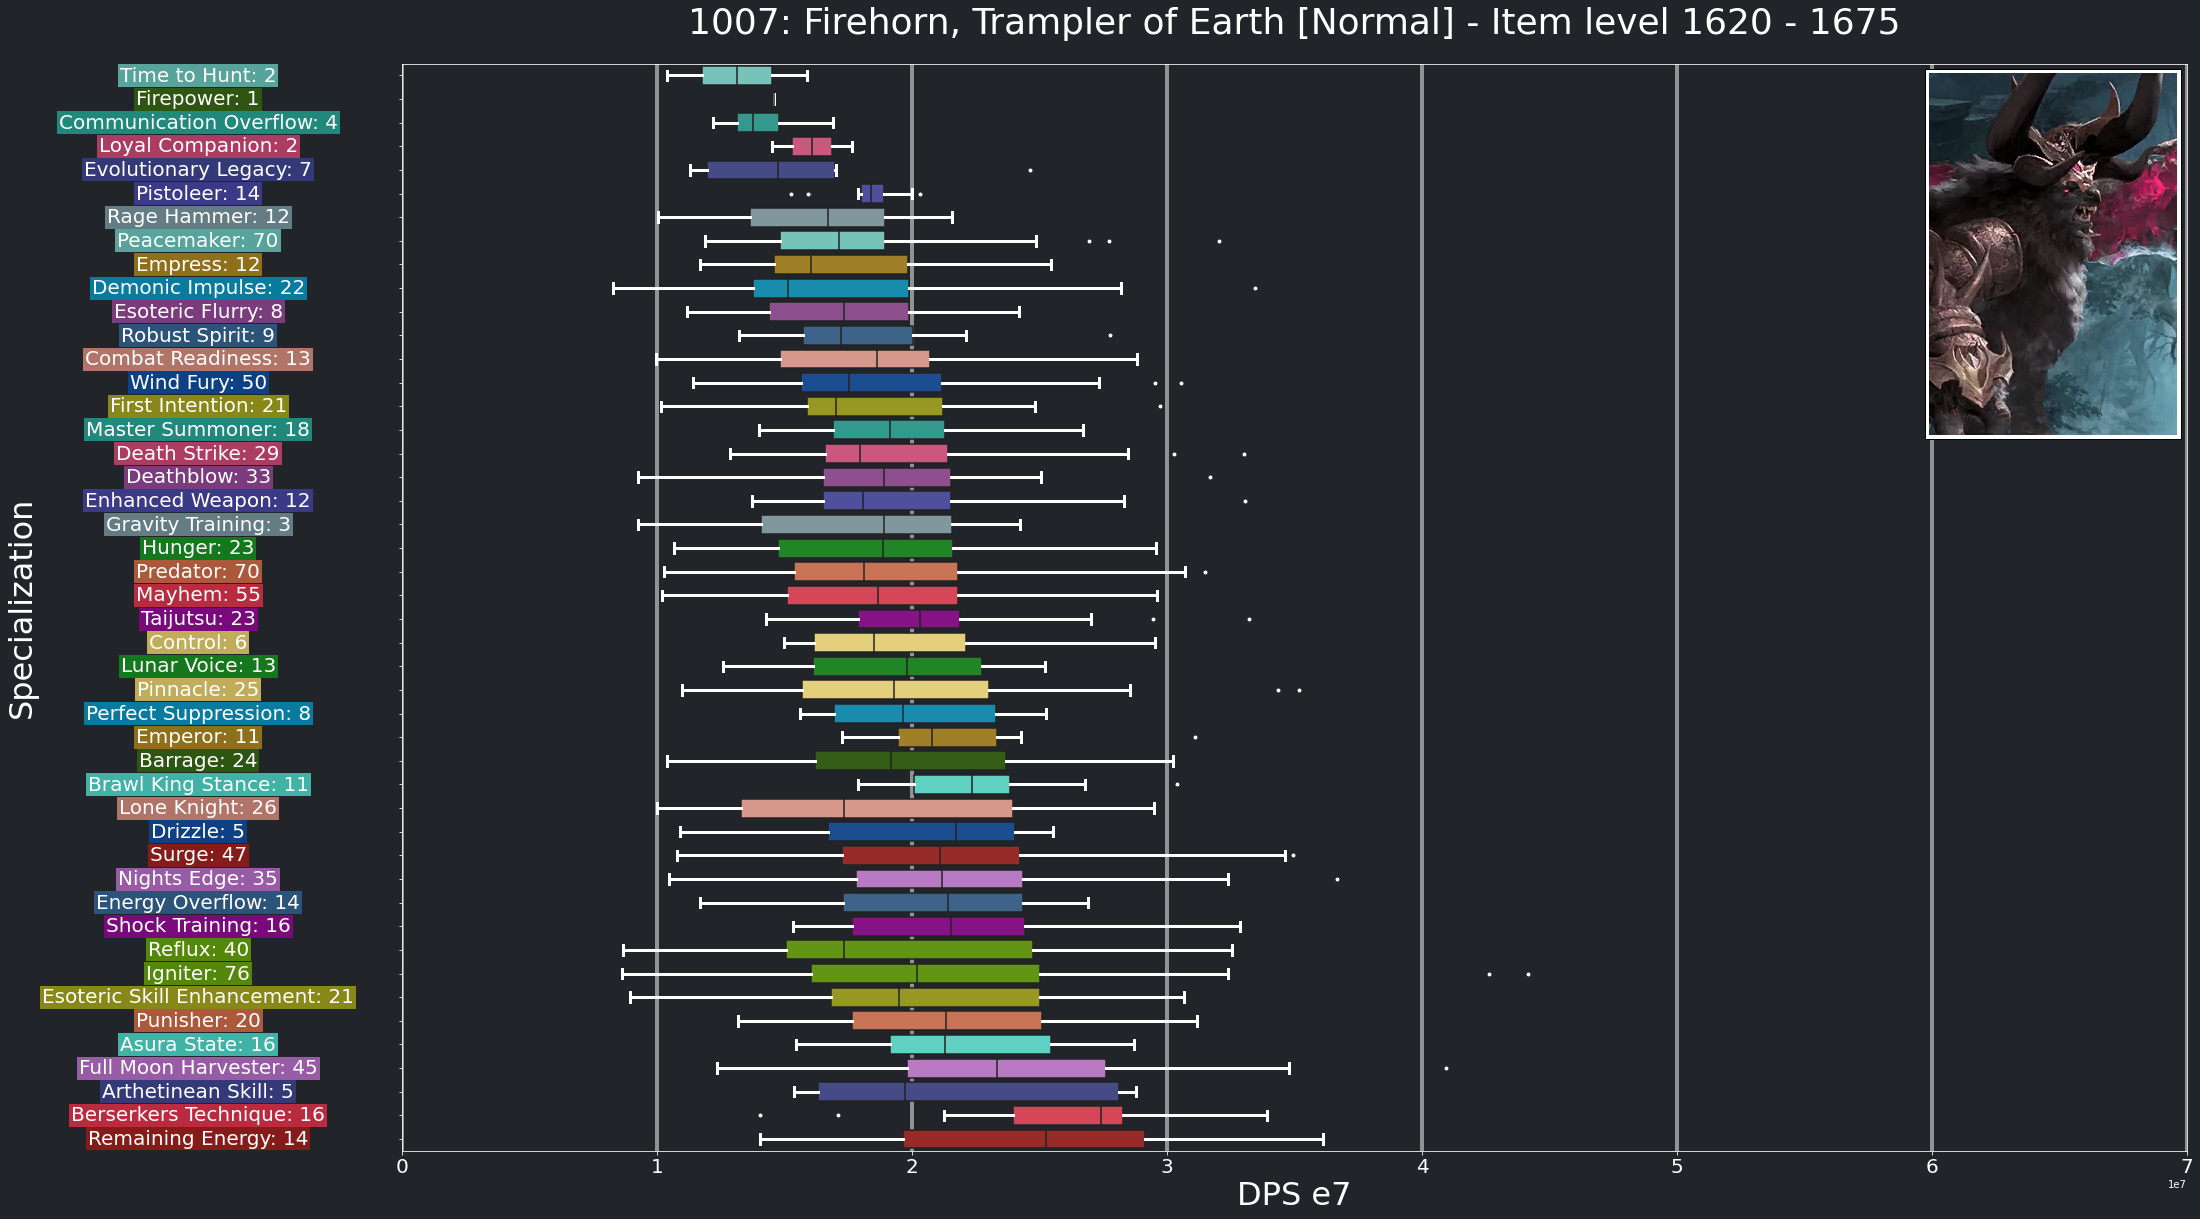 1007: Firehorn, Trampler of Earth [Normal] - Item level 1620 - 1675
Specialization
Time to Hunt: 2
Firepower: 1
Communication Overflow: 4
Loyal Companion: 2
Evolutionary Legacy: 7
Pistoleer: 14
Rage Hammer: 12
Peacemaker: 70
Empress: 12
Demonic Impulse: 22
Esoteric Flurry: 8
Robust Spirit: 9
Combat Readiness: 13
Wind Fury: 50
First Intention: 21
Master Summoner: 18
Death Strike: 29
Deathblow: 33
Enhanced Weapon: 12
Gravity Training: 3
Hunger: 23
Predator: 70
Mayhem: 55
Taijutsu: 23
Control: 6
Lunar Voice: 13
Pinnacle: 25
Perfect Suppression: 8
Emperor: 11
Barrage: 24
Brawl King Stance: 11
Lone Knight: 26
Drizzle: 5
Surge: 47
Nights Edge: 35
Energy Overflow: 14
Shock Training: 16
Reflux: 40
Igniter: 76
Esoteric Skill Enhancement: 21
Punisher: 20
Asura State: 16
Full Moon Harvester: 45
Arthetinean Skill: 5
Berserkers Technique: 16
Remaining Energy: 14
0 1 2 3 4 5 6 7
1e7
DPS e7